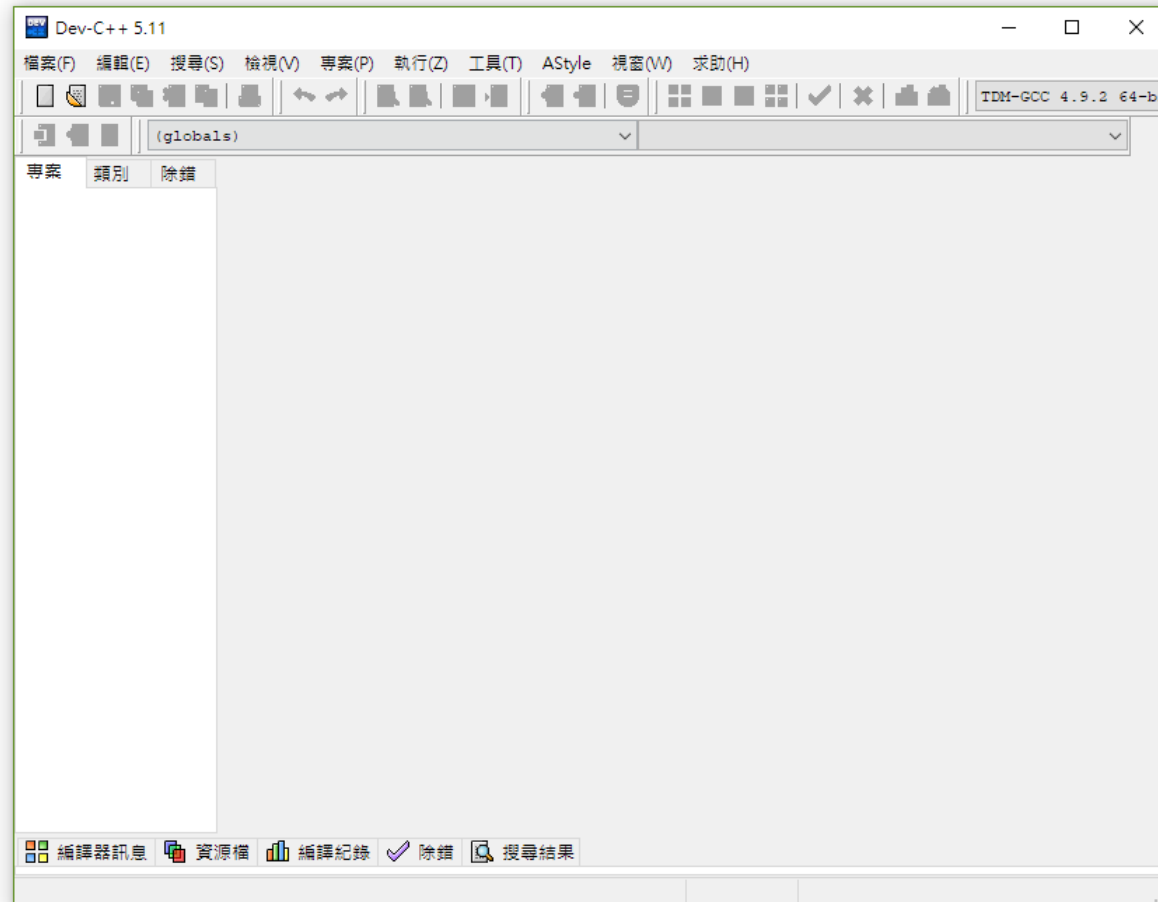 Dev-C++ 5.11
檔案(F) 編輯(E) 搜尋(S) 檢視(V) 專案(P) 執行(Z) 工具(T) AStyle 視窗(W) 求助(H)
TDM-GCC 4.9.2 64-b
(globals)
專案 類別 除錯
編譯器訊息 資源檔 編譯紀錄 除錯 搜尋結果